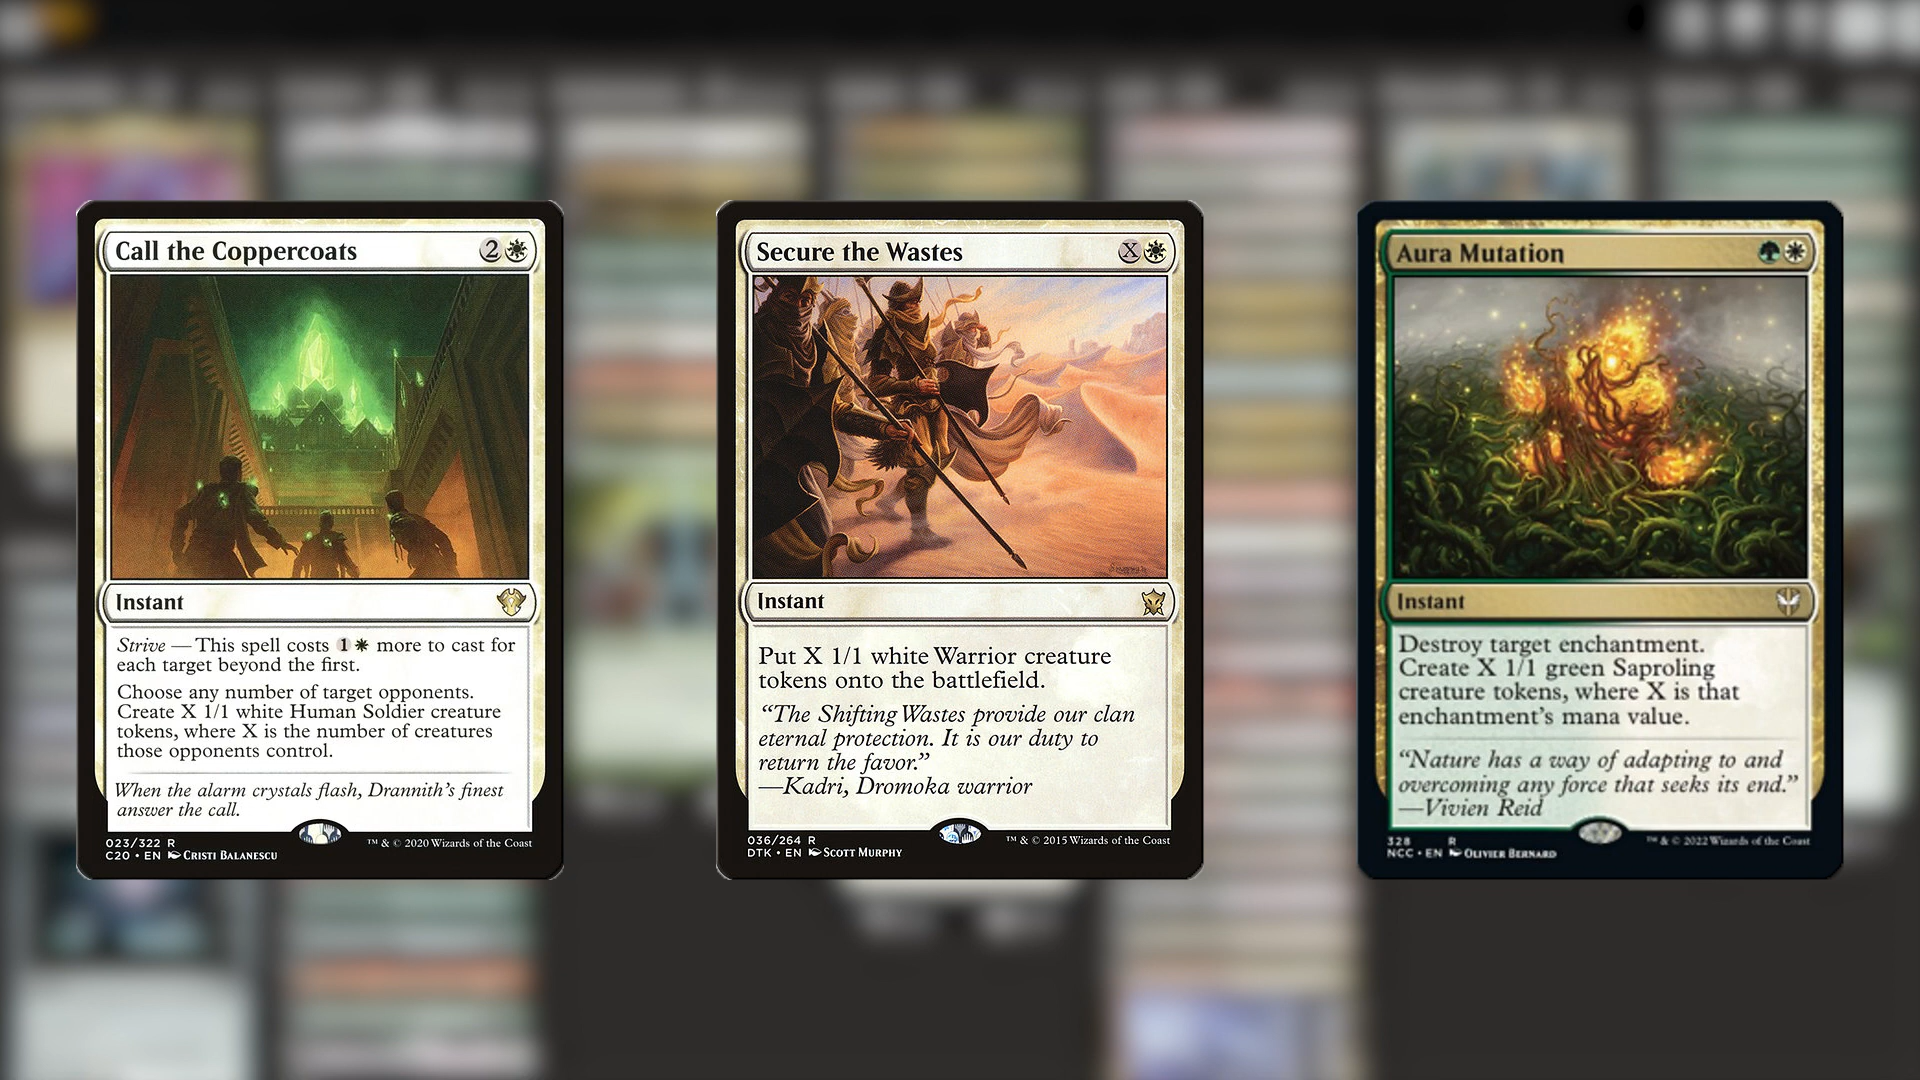 Call the Coppercoats
2
Instant
Strive — This spell costs 1 more to cast for
each target beyond the first.
Choose any number of target opponents.
Create X 1/1 white Human Soldier creature
tokens, where X is the number of creatures
those opponents control.
When the alarm crystals flash, Drannith's finest
answer the call.
023/322 R
C20 • EN CRISTI BALANESCU
™ & © 2020 Wizards of the Coast
Secure the Wastes
X
Instant
Put X 1/1 white Warrior creature
tokens onto the battlefield.
“The Shifting Wastes provide our clan
eternal protection. It is our duty to
return the favor.”
—Kadri, Dromoka warrior
036/264 R
DTK • EN SCOTT MURPHY
™ & © 2015 Wizards of the Coast
Aura Mutation
Instant
Destroy target enchantment.
Create X 1/1 green Saproling
creature tokens, where X is that
enchantment's mana value.
“Nature has a way of adapting to and
overcoming any force that seeks its end.”
—Vivien Reid
328 R
NCC • EN OLIVIER BERNARD
™ & © 2022 Wizards of the Coast